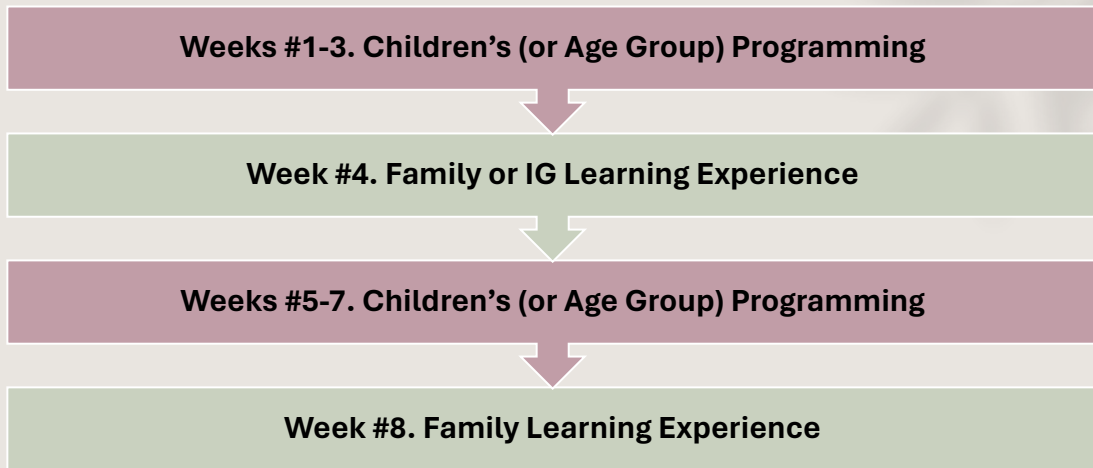 Weeks #1-3. Children’s (or Age Group) Programming
Week #4. Family or IG Learning Experience
Weeks #5-7. Children’s (or Age Group) Programming
Week #8. Family Learning Experience